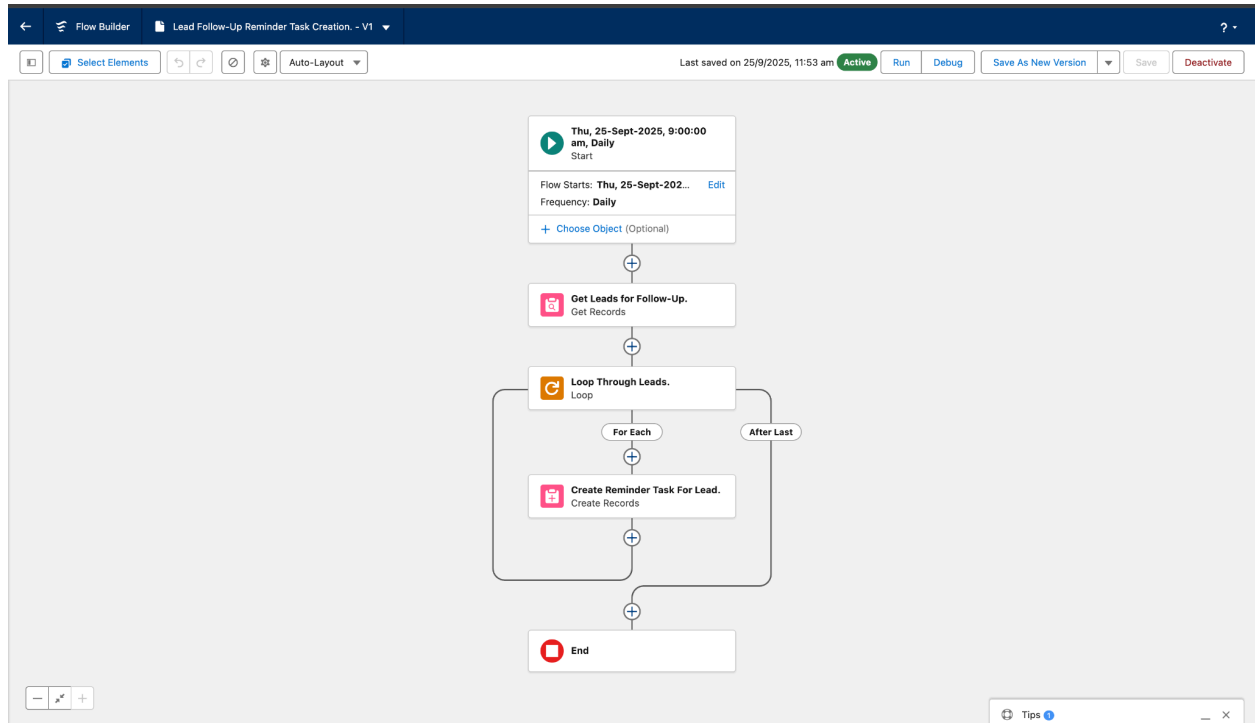 Flow Builder
Lead Follow-Up Reminder Task Creation. - V1
?
Select Elements
Auto-Layout
Last saved on 25/9/2025, 11:53 am
Active
Run
Debug
Save As New Version
Save
Deactivate
Thu, 25-Sept-2025, 9:00:00
am, Daily
Start
Flow Starts: Thu, 25-Sept-202...
Edit
Frequency: Daily
+ Choose Object (Optional)
Get Leads for Follow-Up.
Get Records
Loop Through Leads.
Loop
For Each
After Last
Create Reminder Task For Lead.
Create Records
End
Tips 1